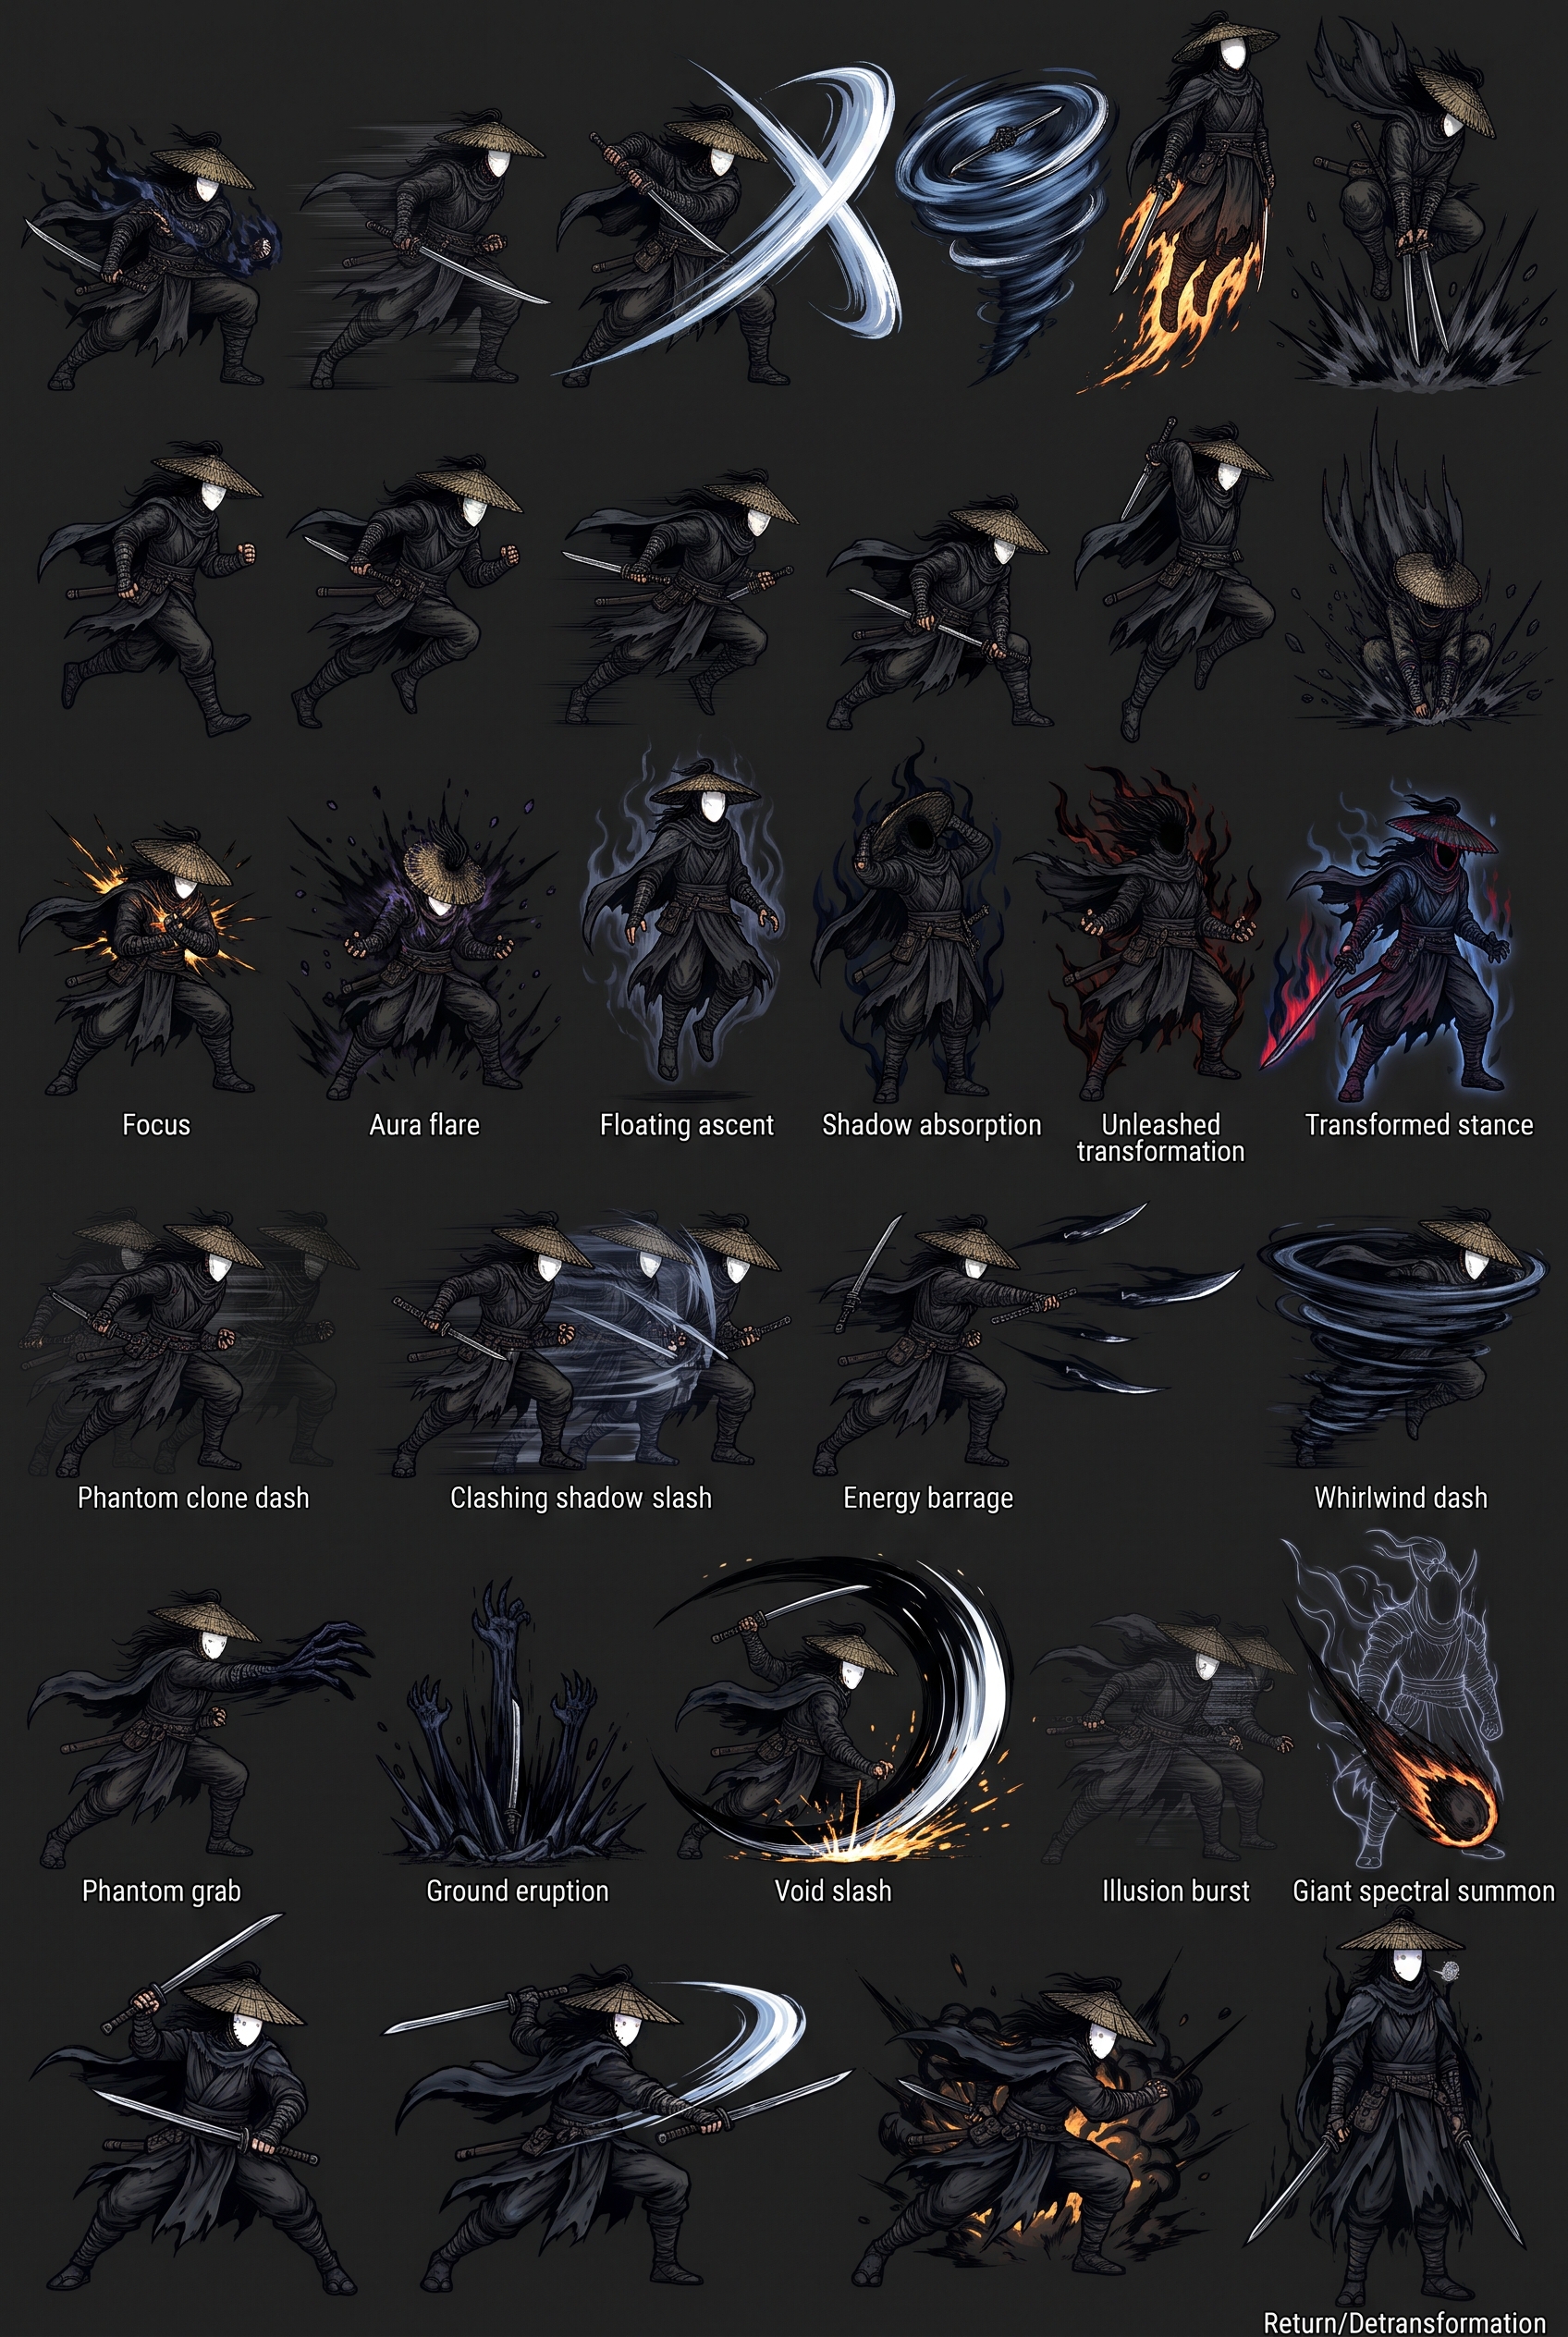 Focus
Aura flare
Floating ascent
Shadow absorption
Unleashed
transformation
Transformed stance
Phantom clone dash
Clashing shadow slash
Energy barrage
Whirlwind dash
Phantom grab
Ground eruption
Void slash
Illusion burst
Giant spectral summon
Return/Detransformation